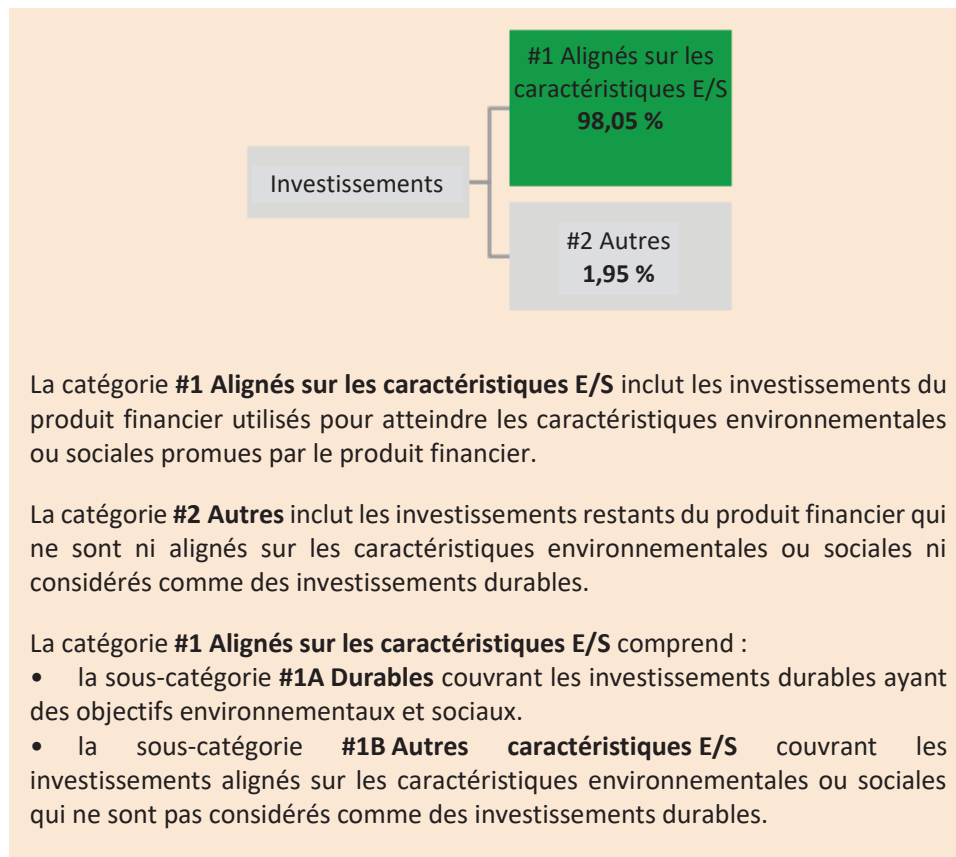 #1 Alignés sur les
caractéristiques E/S
98,05 %
Investissements
#2 Autres
1,95 %
La catégorie #1 Alignés sur les caractéristiques E/S inclut les investissements du
produit financier utilisés pour atteindre les caractéristiques environnementales
ou sociales promues par le produit financier.
La catégorie #2 Autres inclut les investissements restants du produit financier qui
ne sont ni alignés sur les caractéristiques environnementales ou sociales ni
considérés comme des investissements durables.
La catégorie #1 Alignés sur les caractéristiques E/S comprend :
• la sous-catégorie #1A Durables couvrant les investissements durables ayant
des objectifs environnementaux et sociaux.
• la sous-catégorie #1B Autres caractéristiques E/S couvrant les
investissements alignés sur les caractéristiques environnementales ou sociales
qui ne sont pas considérés comme des investissements durables.